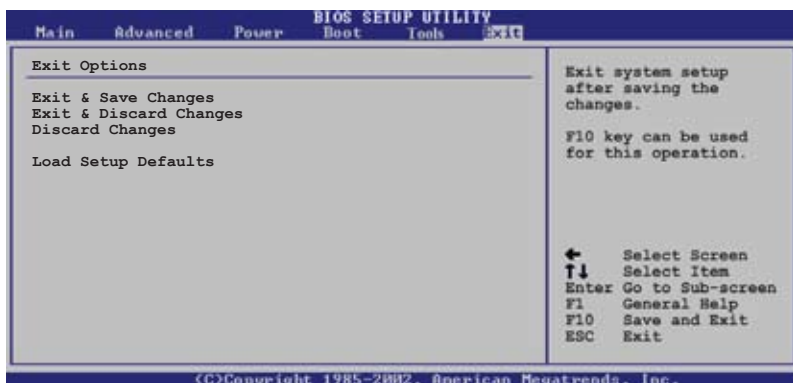 BIOS SETUP UTILITY
Main Advanced Power Boot Tools Exit
Exit Options
Exit & Save Changes
Exit & Discard Changes
Discard Changes
Load Setup Defaults
Exit system setup
after saving the
changes.
F10 key can be used
for this operation.
← Select Screen
↑↓ Select Item
Enter Go to Sub-screen
F1 General Help
F10 Save and Exit
ESC Exit
(C)Copyright 1985-2002, American Megatrends, Inc.